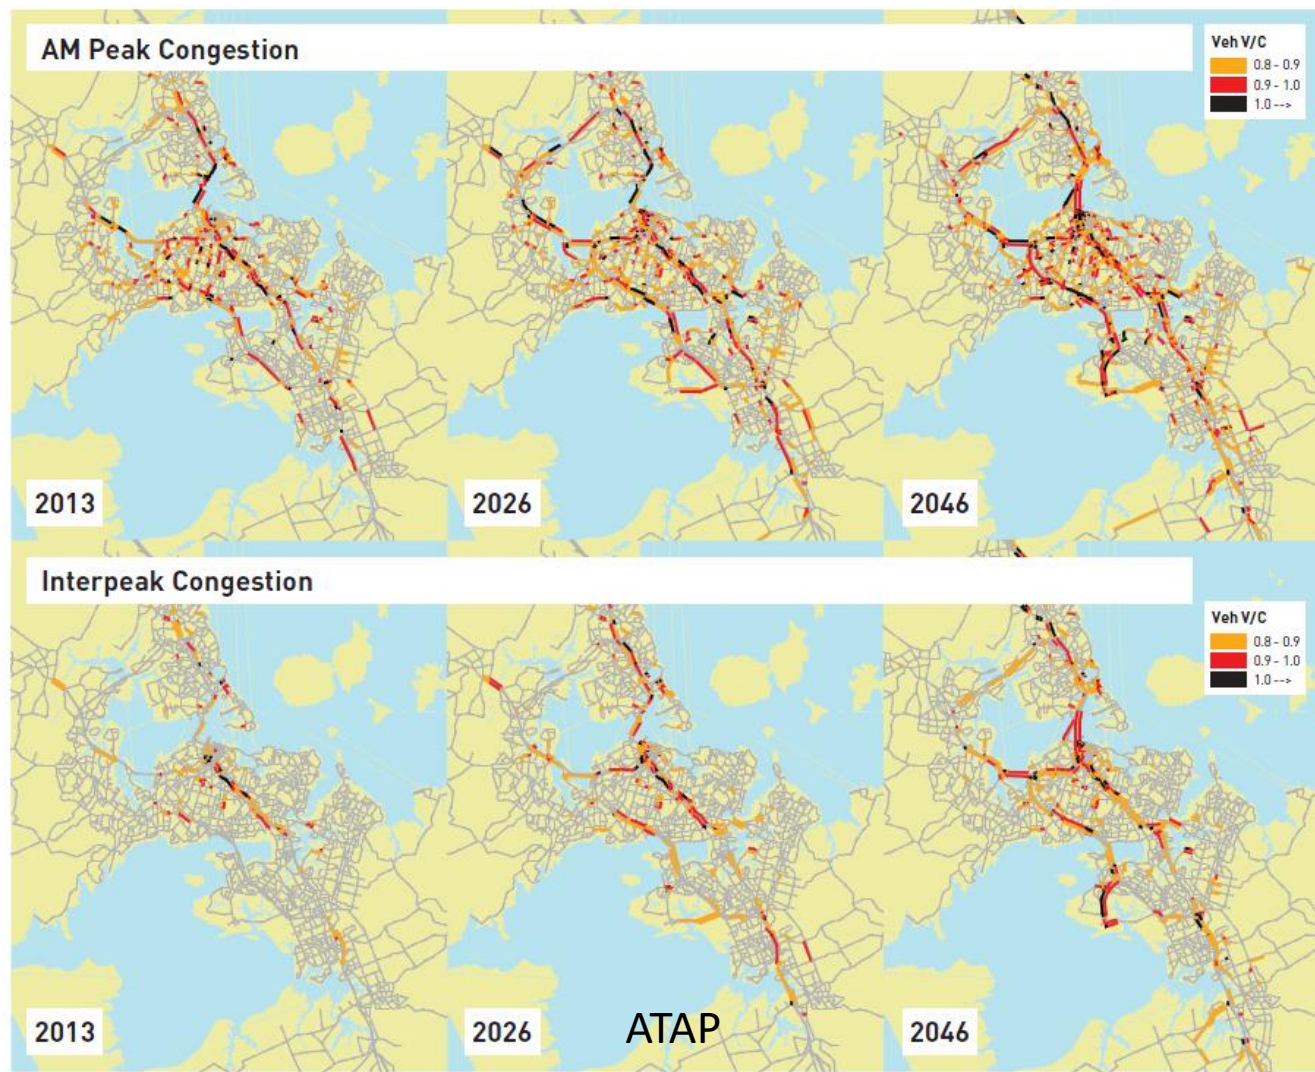 AM Peak Congestion
Veh V/C
0.8 - 0.9
0.9 - 1.0
1.0 -->
2013
2026
2046
Interpeak Congestion
Veh V/C
0.8 - 0.9
0.9 - 1.0
1.0 -->
2013
2026
ATAP
2046